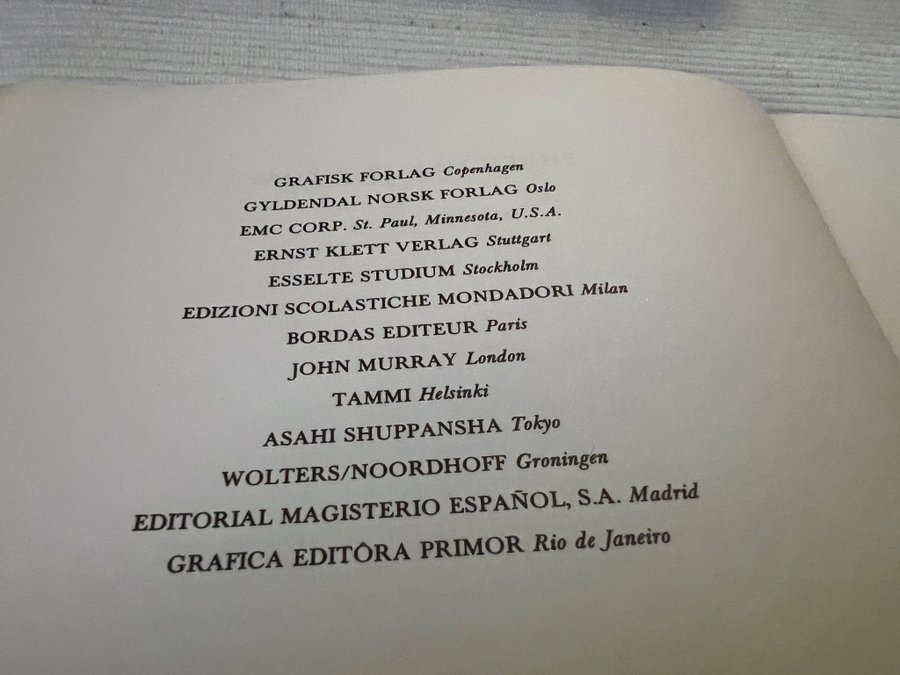 GRAFISK FORLAG Copenhagen
GYLDENDAL NORSK FORLAG Oslo
EMC CORP. St. Paul, Minnesota, U.S.A.
ERNST KLETT VERLAG Stuttgart
ESSELTE STUDIUM Stockholm
EDIZIONI SCOLASTICHE MONDADORI Milan
BORDAS EDITEUR Paris
JOHN MURRAY London
TAMMI Helsinki
ASAHI SHUPPANSHA Tokyo
WOLTERS/NOORDHOFF Groningen
EDITORIAL MAGISTERIO ESPAÑOL, S.A. Madrid
GRAFICA EDITÔRA PRIMOR Rio de Janeiro